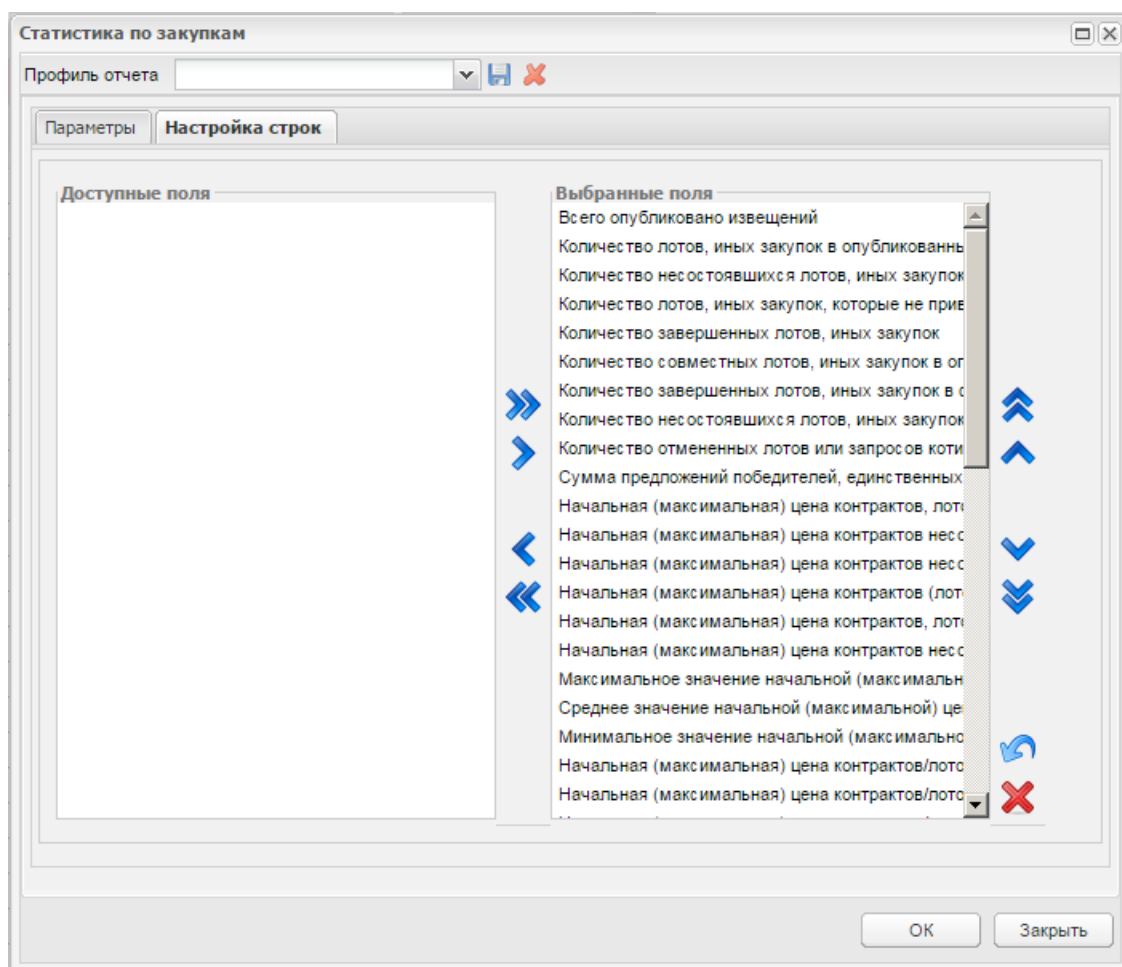 Статистика по закупкам
Профиль отчета
Параметры
Настройка строк
Доступные поля
Выбранные поля
Всего опубликовано извещений
Количество лотов, иных закупок в опубликованны
Количество несостоявшихся лотов, иных закупок
Количество лотов, иных закупок, которые не прив
Количество завершенных лотов, иных закупок
Количество совместных лотов, иных закупок в оп
Количество завершенных лотов, иных закупок в
Количество несостоявшихся лотов, иных закупок
Количество отмененных лотов или запросов коти
Сумма предложений победителей, единственных
Начальная (максимальная) цена контрактов, лото
Начальная (максимальная) цена контрактов несо
Начальная (максимальная) цена контрактов несо
Начальная (максимальная) цена контрактов (лото
Начальная (максимальная) цена контрактов, лото
Начальная (максимальная) цена контрактов несо
Максимальное значение начальной (максимальн
Среднее значение начальной (максимальной) це
Минимальное значение начальной (максимально
Начальная (максимальная) цена контрактов/лото
Начальная (максимальная) цена контрактов/лото
ОК
Закрыть